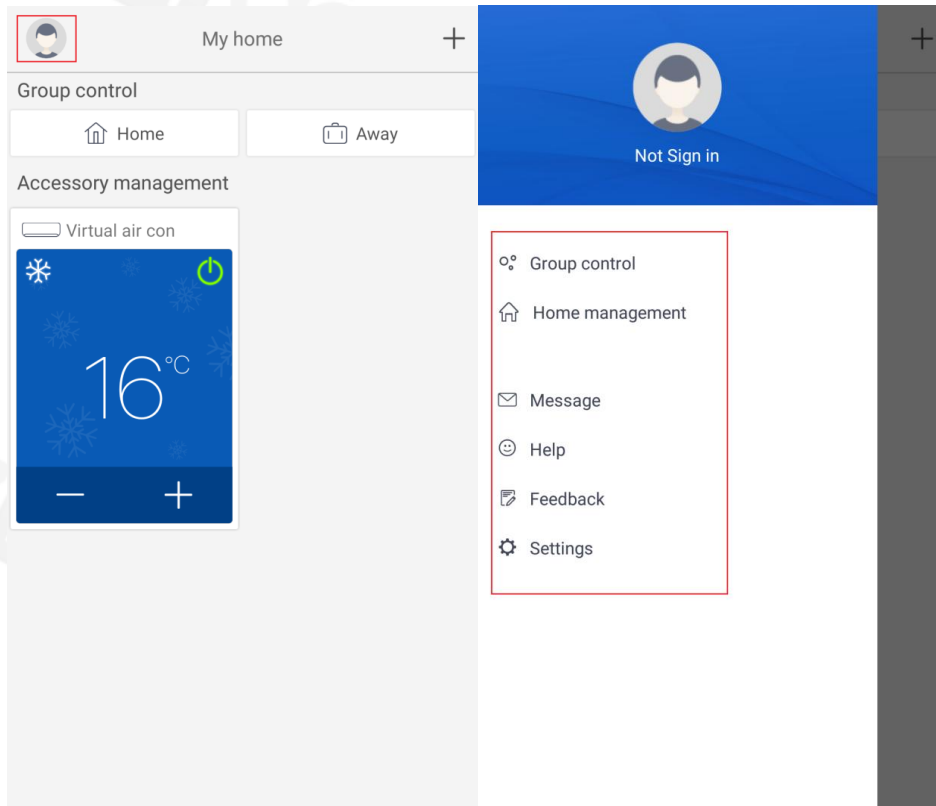 My home
Group control
Home
Away
Accessory management
Virtual air con
16°C
Not Sign in
Group control
Home management
Message
Help
Feedback
Settings